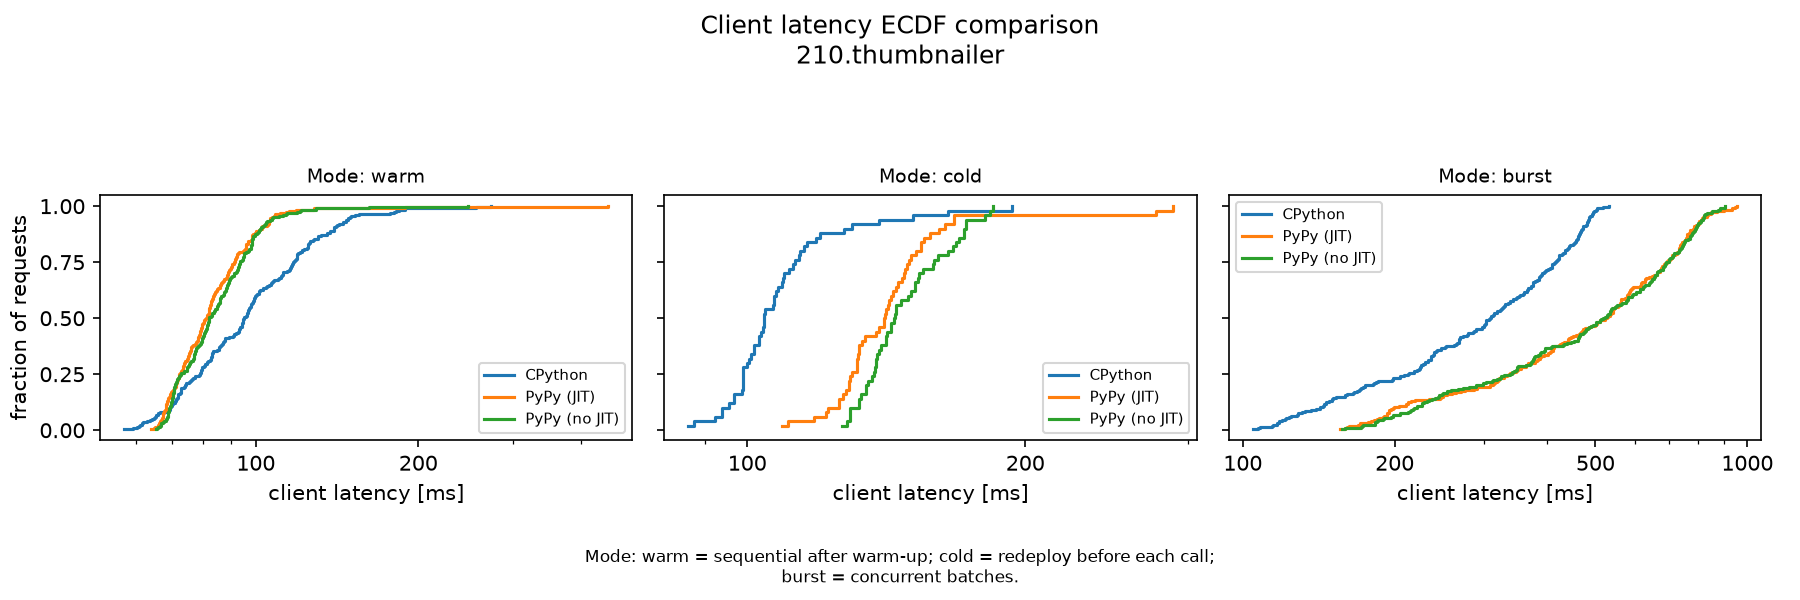 Client latency ECDF comparison
210.thumbnailer
Mode: warm
Mode: cold
Mode: burst
fraction of requests
1.00
0.75
0.50
0.25
0.00
CPython
PyPy (JIT)
PyPy (no JIT)
CPython
PyPy (JIT)
PyPy (no JIT)
CPython
PyPy (JIT)
PyPy (no JIT)
100 200
100 200
100 200 500 1000
client latency [ms]
client latency [ms]
client latency [ms]
Mode: warm = sequential after warm-up; cold = redeploy before each call;
burst = concurrent batches.